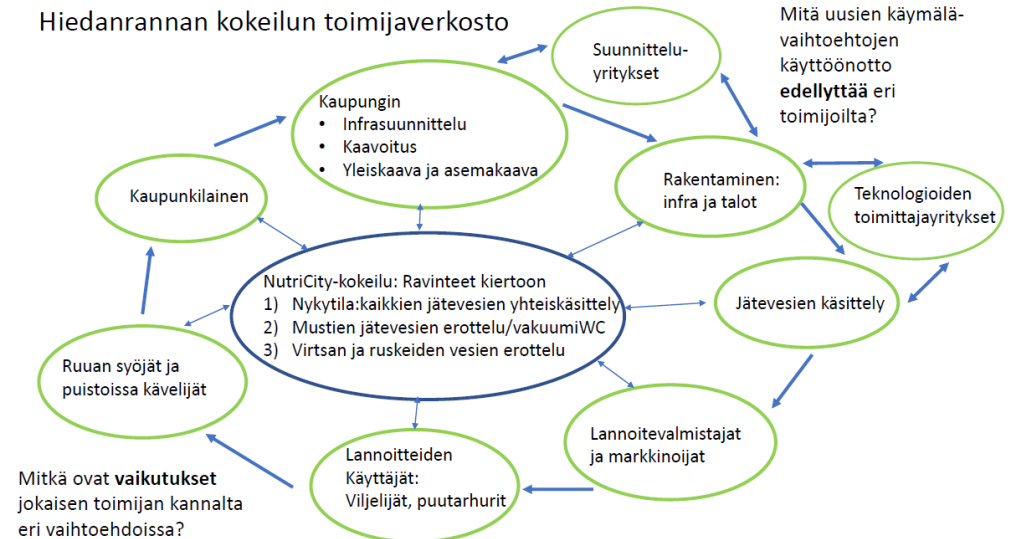 Hiedanrannan kokeilun toimijaverkosto
Mitä uusien käymälä-
vaihtoehtojen
käyttöönotto
edellyttää eri
toimijoilta?
Suunnittelu-
yritykset
Kaupungin
• Infrasuunnittelu
• Kaavoitus
• Yleiskaava ja asemakaava
Rakentaminen:
infra ja talot
Teknologioiden
toimittajayritykset
Kaupunkilainen
NutriCity-kokeilu: Ravinteet kiertoon
1) Nykytila:kaikkien jätevesien yhteiskäsittely
2) Mustien jätevesien erottelu/vakuumiWC
3) Virtsan ja ruskeiden vesien erottelu
Jätevesien käsittely
Ruuan syöjät ja
puistoissa kävelijät
Lannoitevalmistajat
ja markkinoijat
Lannoitteiden
Käyttäjät:
Viljelijät, puutarhurit
Mitkä ovat vaikutukset
jokaisen toimijan kannalta
eri vaihtoehdoissa?